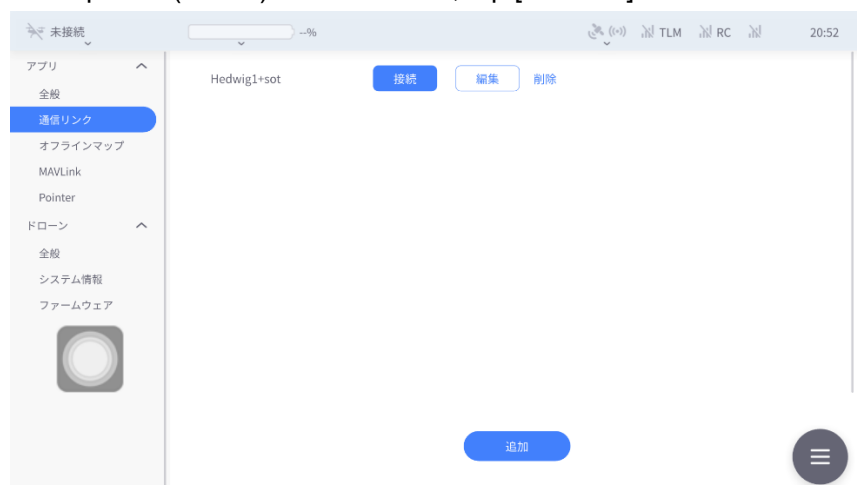 未接続
--%
TLM
RC
20:52
アプリ
全般
通信リンク
オフラインマップ
MAVLink
Pointer
ドローン
全般
システム情報
ファームウェア
Hedwig1+sot
接続
編集
削除
追加